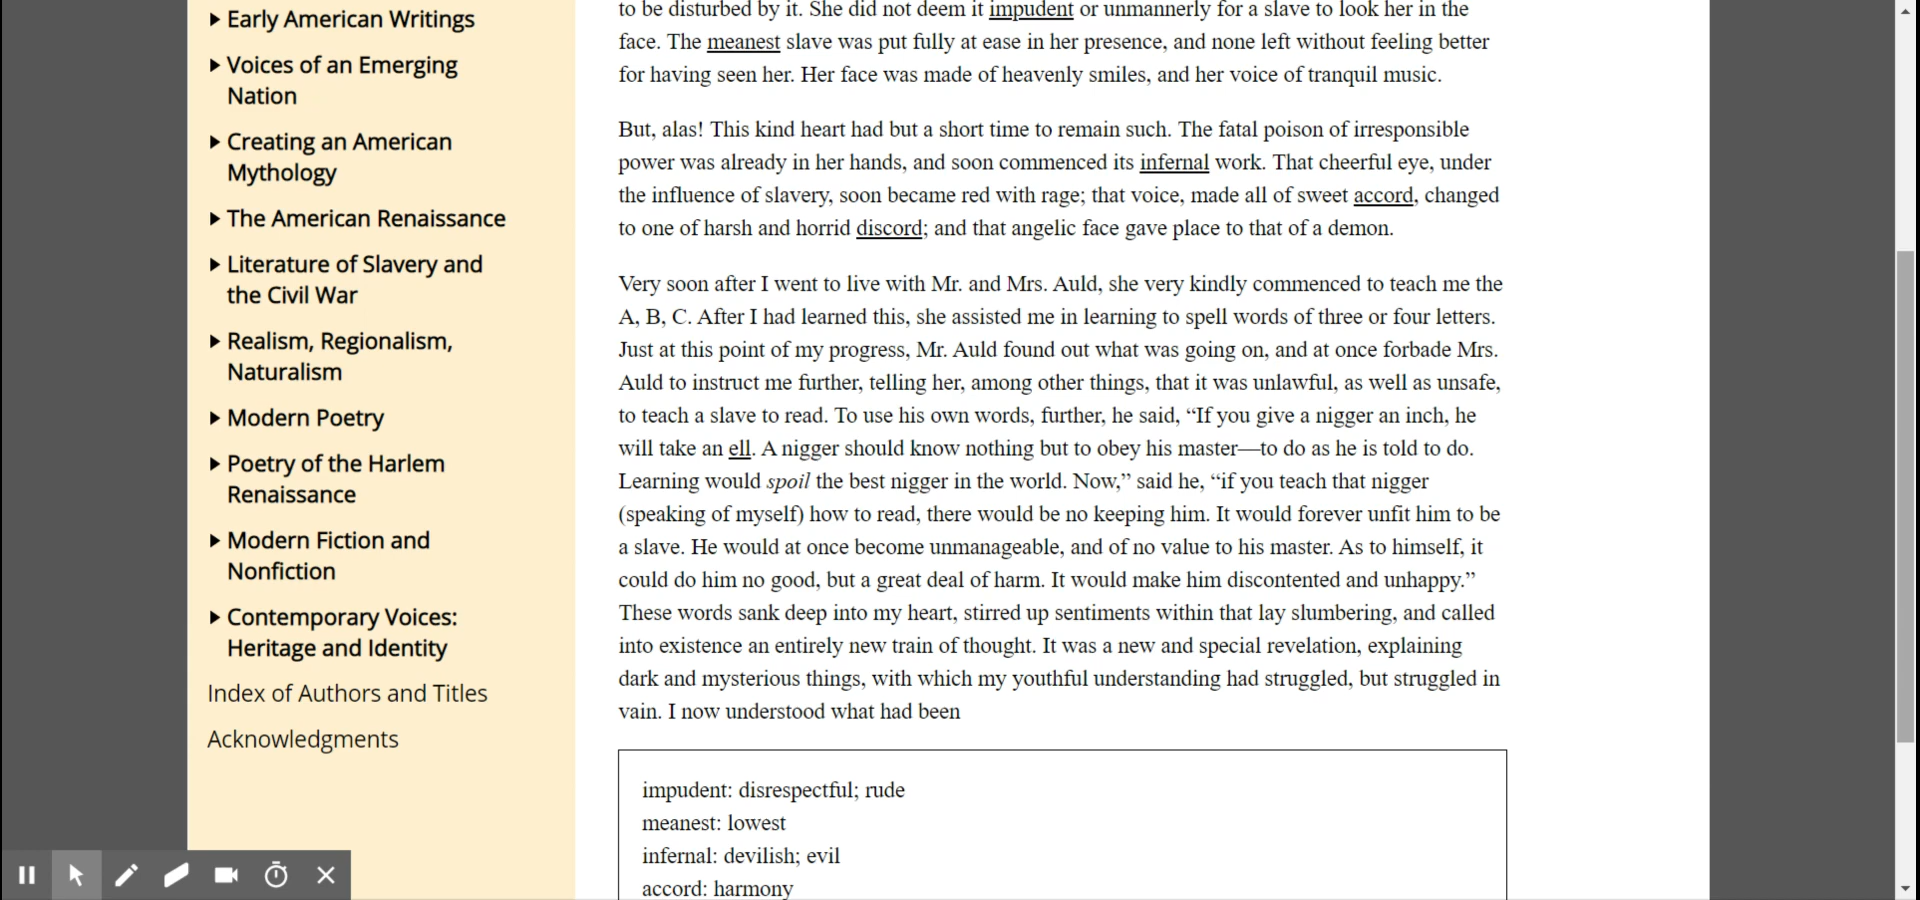 Early American Writings
Voices of an Emerging
Nation
Creating an American
Mythology
The American Renaissance
Literature of Slavery and
the Civil War
Realism, Regionalism,
Naturalism
Modern Poetry
Poetry of the Harlem
Renaissance
Modern Fiction and
Nonfiction
Contemporary Voices:
Heritage and Identity
Index of Authors and Titles
Acknowledgments
to be disturbed by it. She did not deem it impudent or unmannerly for a slave to look her in the
face. The meanest slave was put fully at ease in her presence, and none left without feeling better
for having seen her. Her face was made of heavenly smiles, and her voice of tranquil music.
But, alas! This kind heart had but a short time to remain such. The fatal poison of irresponsible
power was already in her hands, and soon commenced its infernal work. That cheerful eye, under
the influence of slavery, soon became red with rage; that voice, made all of sweet accord, changed
to one of harsh and horrid discord; and that angelic face gave place to that of a demon.
Very soon after I went to live with Mr. and Mrs. Auld, she very kindly commenced to teach me the
A, B, C. After I had learned this, she assisted me in learning to spell words of three or four letters.
Just at this point of my progress, Mr. Auld found out what was going on, and at once forbade Mrs.
Auld to instruct me further, telling her, among other things, that it was unlawful, as well as unsafe,
to teach a slave to read. To use his own words, further, he said, “If you give a nigger an inch, he
will take an ell. A nigger should know nothing but to obey his master—to do as he is told to do.
Learning would spoil the best nigger in the world. Now,” said he, “if you teach that nigger
(speaking of myself) how to read, there would be no keeping him. It would forever unfit him to be
a slave. He would at once become unmanageable, and of no value to his master. As to himself, it
could do him no good, but a great deal of harm. It would make him discontented and unhappy.”
These words sank deep into my heart, stirred up sentiments within that lay slumbering, and called
into existence an entirely new train of thought. It was a new and special revelation, explaining
dark and mysterious things, with which my youthful understanding had struggled, but struggled in
vain. I now understood what had been
impudent: disrespectful; rude
meanest: lowest
infernal: devilish; evil
accord: harmony